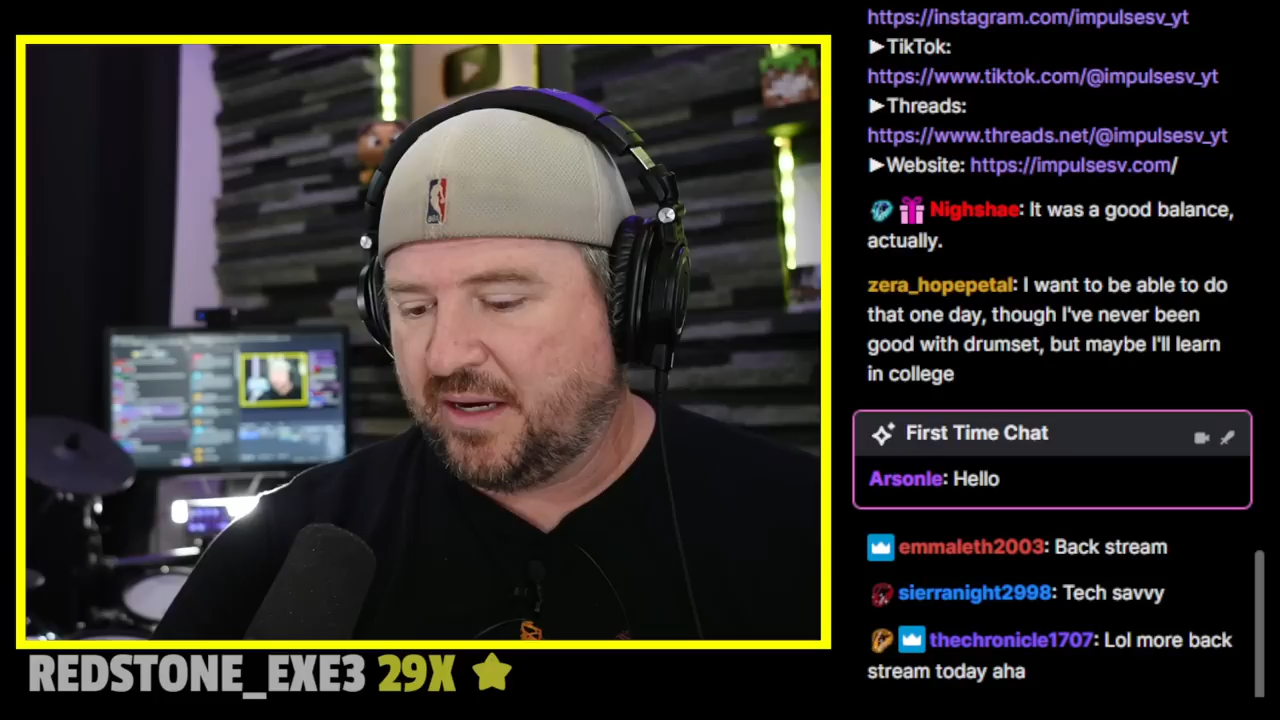 https://instagram.com/impulsesv_yt
►TikTok:
https://www.tiktok.com/@impulsesv_yt
►Threads:
https://www.threads.net/@impulsesv_yt
►Website: https://impulsesv.com/
Nighshae: It was a good balance,
actually.
zera_hopepetal: I want to be able to do
that one day, though I've never been
good with drumset, but maybe I'll learn
in college
First Time Chat
Arsonle: Hello
emmaleth2003: Back stream
sierranight2998: Tech savvy
thechronicle1707: Lol more back
stream today aha
REDSTONE_EXE3 29X